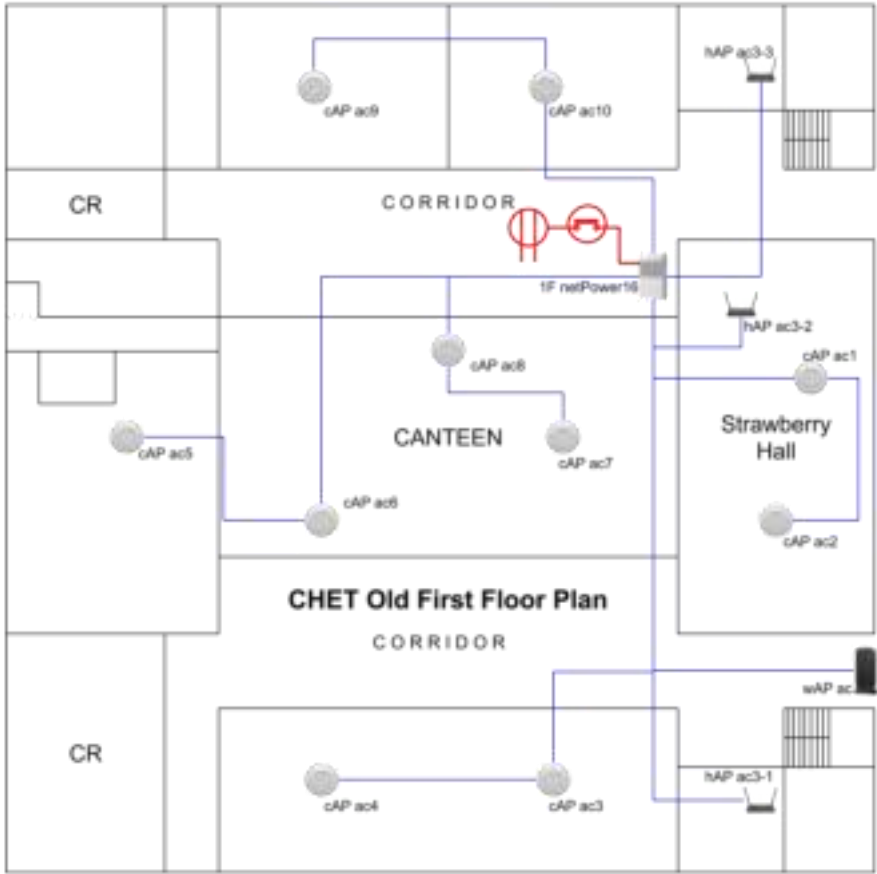 hAP ac3-3
cAP ac9
cAP ac10
CR
CORRIDOR
1F netPower16
hAP ac3-2
cAP ac1
cAP ac8
Strawberry
Hall
CANTEEN
cAP ac5
cAP ac7
cAP ac6
cAP ac2
CHET Old First Floor Plan
CORRIDOR
wAP ac
CR
hAP ac3-1
cAP ac4
cAP ac3